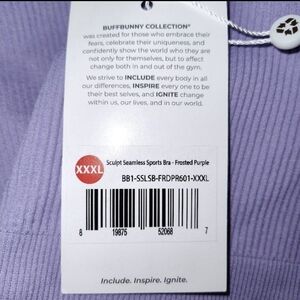 BUFFBUNNY COLLECTION®
was created for those who embrace their
fears, celebrate their uniqueness, and
confidently show the world who they are
not only for themselves, but to affect
change both in and out of the gym.
We strive to INCLUDE every body in all
our differences, INSPIRE every one to be
their best selves, and IGNITE change
within us, our lives, and in our world.
XXXL
Sculpt Seamless Sports Bra - Frosted Purple
BB1-SSLSB-FRDPR601-XXXL
8 19875 52068 7
Include. Inspire. Ignite.